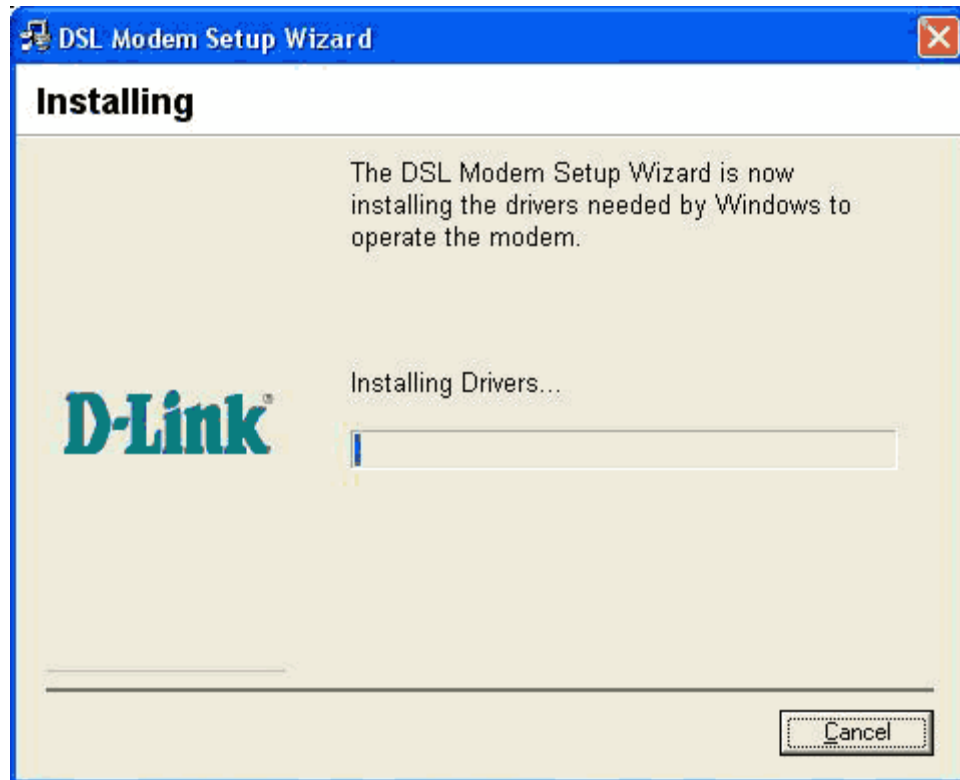 DSL Modem Setup Wizard
Installing
The DSL Modem Setup Wizard is now
installing the drivers needed by Windows to
operate the modem.
Installing Drivers...
D-Link®
Cancel